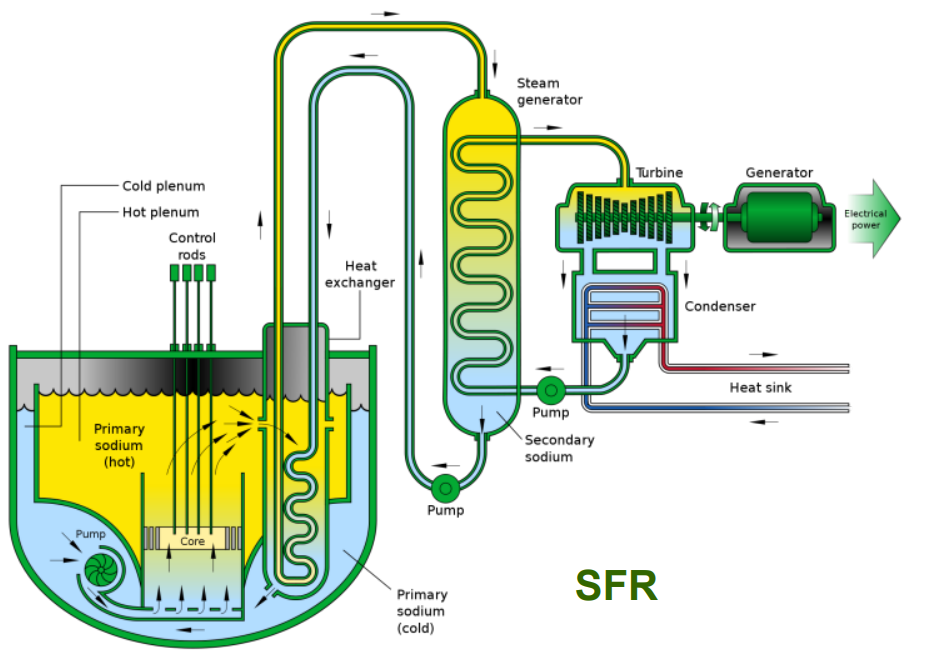 Steam
generator
Cold plenum
Hot plenum
Control
rods
Heat
exchanger
Turbine
Generator
Electrical
power
Condenser
Heat sink
Pump
Secondary
sodium
Pump
Primary
sodium
(hot)
Pump
Core
Primary
sodium
(cold)
SFR